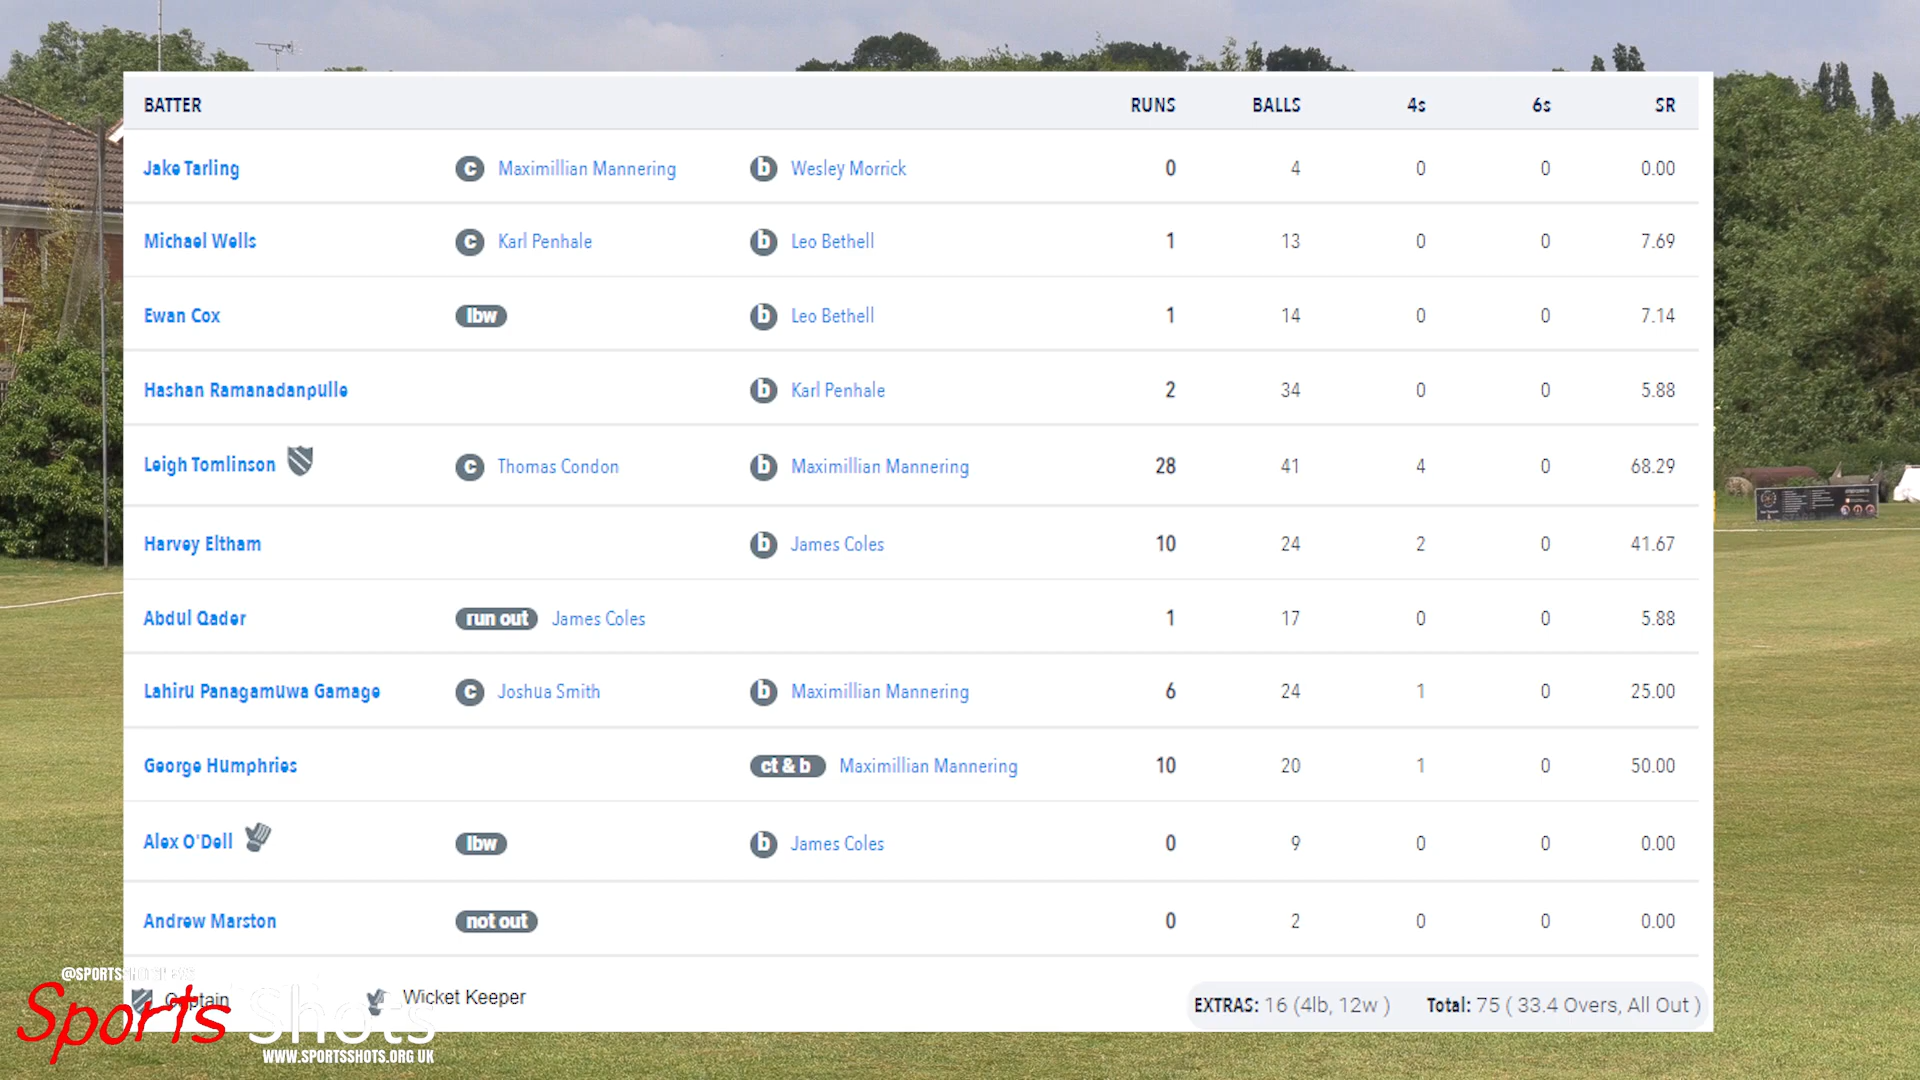 BATTER RUNS BALLS 4s 6s SR
Jake Tarling c Maximillian Mannering b Wesley Morrick 0 4 0 0 0.00
Michael Wells c Karl Penhale b Leo Bethell 1 13 0 0 7.69
Ewan Cox lbw b Leo Bethell 1 14 0 0 7.14
Hashan Ramanadanpulle b Karl Penhale 2 34 0 0 5.88
Leigh Tomlinson c Thomas Condon b Maximillian Mannering 28 41 4 0 68.29
Harvey Eltham b James Coles 10 24 2 0 41.67
Abdul Qader run out James Coles 1 17 0 0 5.88
Lahiru Panagamuwa Gamage c Joshua Smith b Maximillian Mannering 6 24 1 0 25.00
George Humphries ct & b Maximillian Mannering 10 20 1 0 50.00
Alex O'Dell lbw b James Coles 0 9 0 0 0.00
Andrew Marston not out 0 2 0 0 0.00
Captain Wicket Keeper
EXTRAS: 16 (4lb, 12w ) Total: 75 ( 33.4 Overs, All Out )
Sports Shots
WWW.SPORTSSHOTS.ORG UK